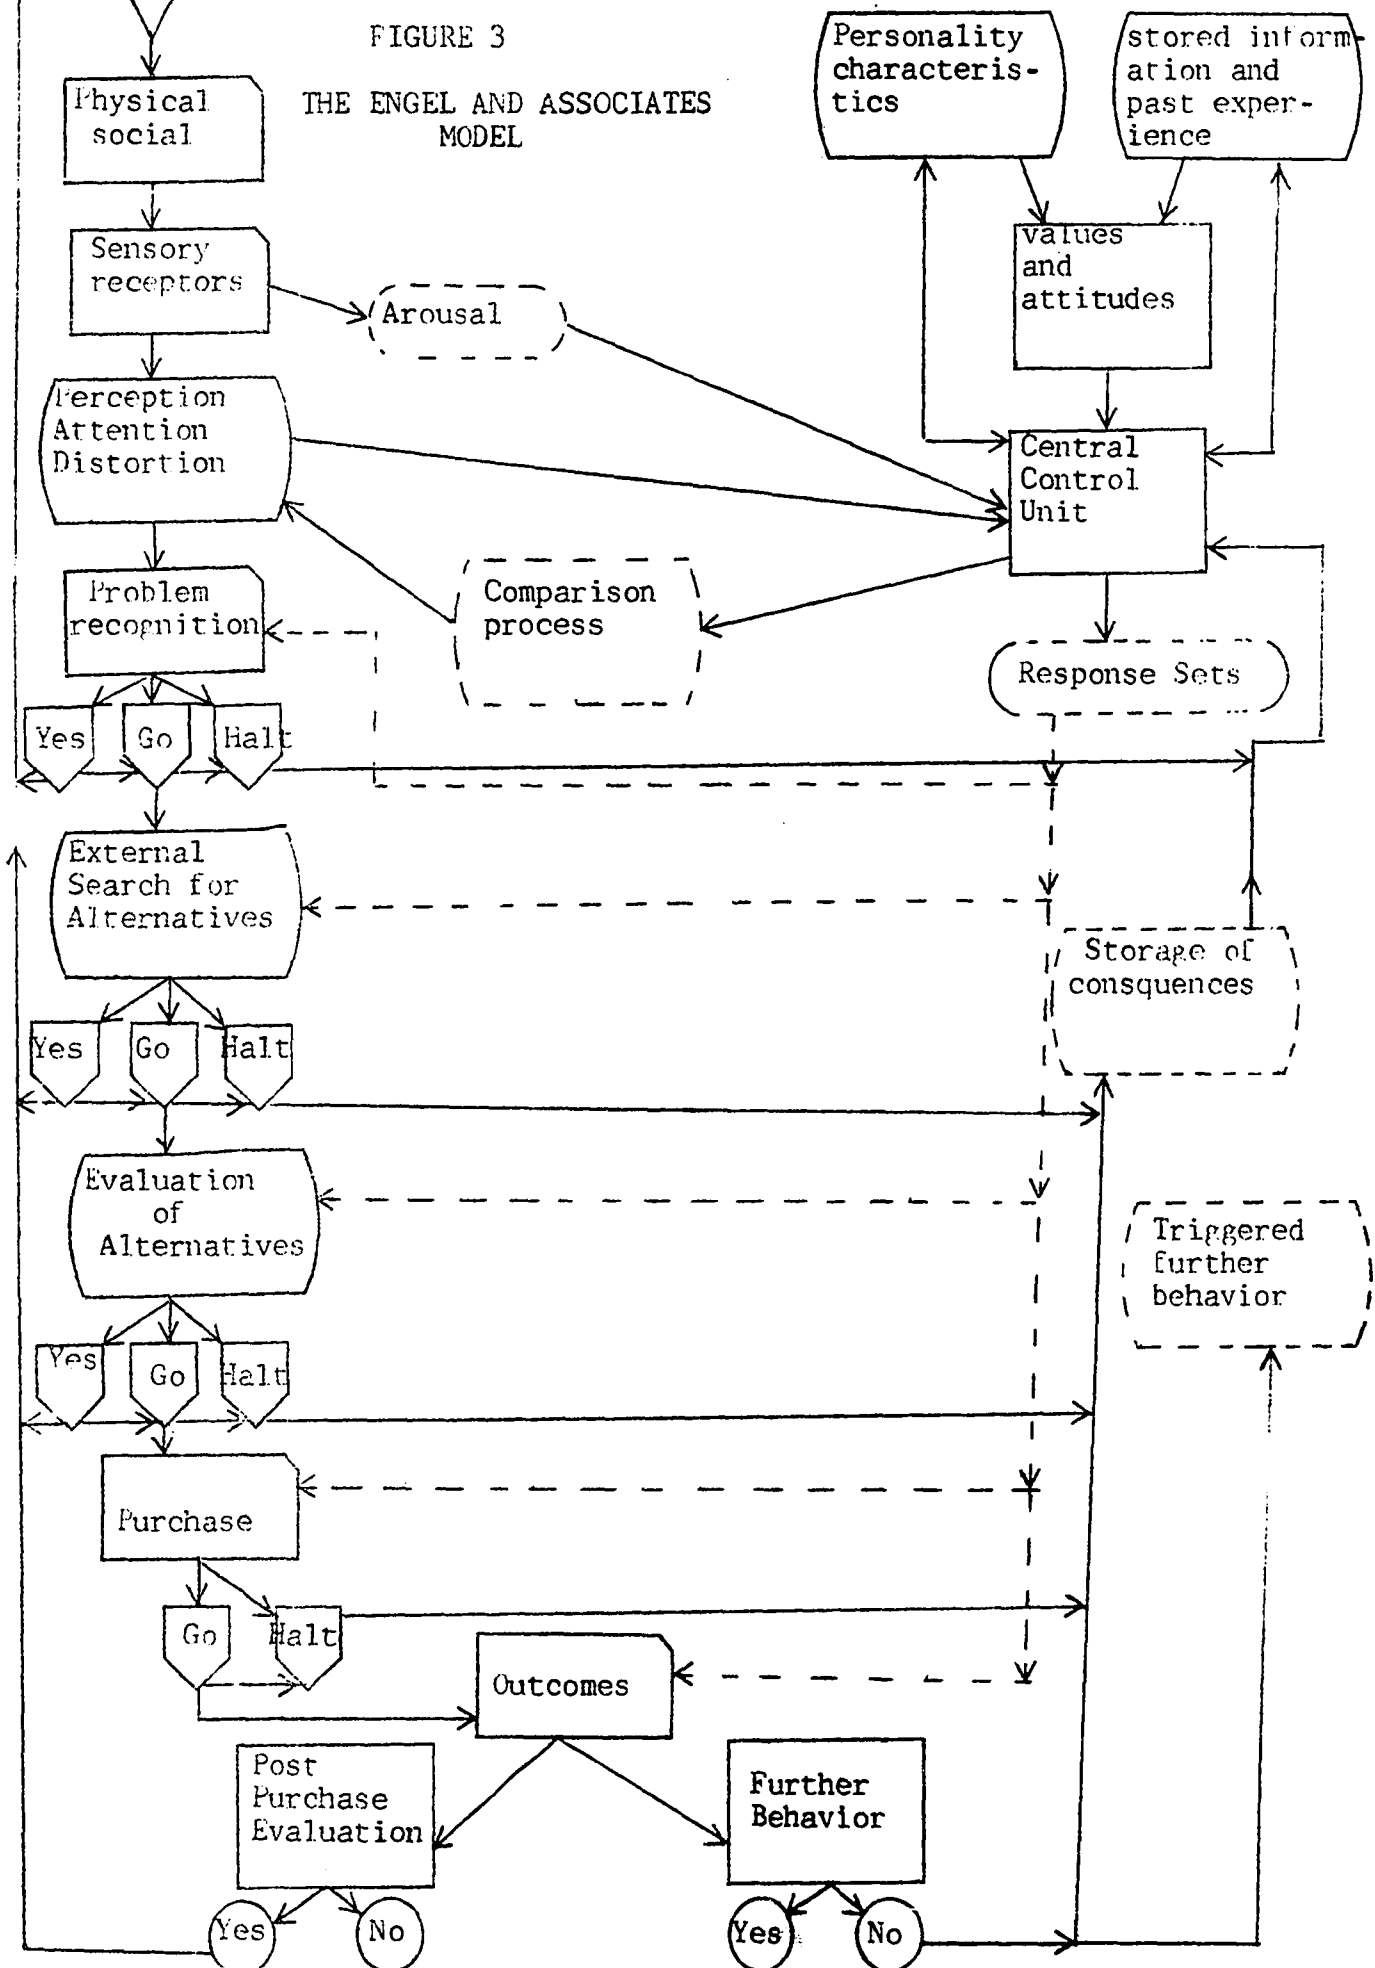 FIGURE 3
THE ENGEL AND ASSOCIATES
MODEL
Personality
characteris-
tics
stored inform-
ation and
past exper-
ience
Physical
social
values
and
attitudes
Sensory
receptors
Arousal
Perception
Attention
Distortion
Central
Control
Unit
Problem
recognition
Comparison
process
Response Sets
Yes
Go
Halt
External
Search for
Alternatives
Storage of
consquences
Yes
Go
Halt
Evaluation
of
Alternatives
Triggered
further
behavior
Yes
Go
Halt
Purchase
Go
Halt
Outcomes
Post
Purchase
Evaluation
Further
Behavior
Yes
No
Yes
No